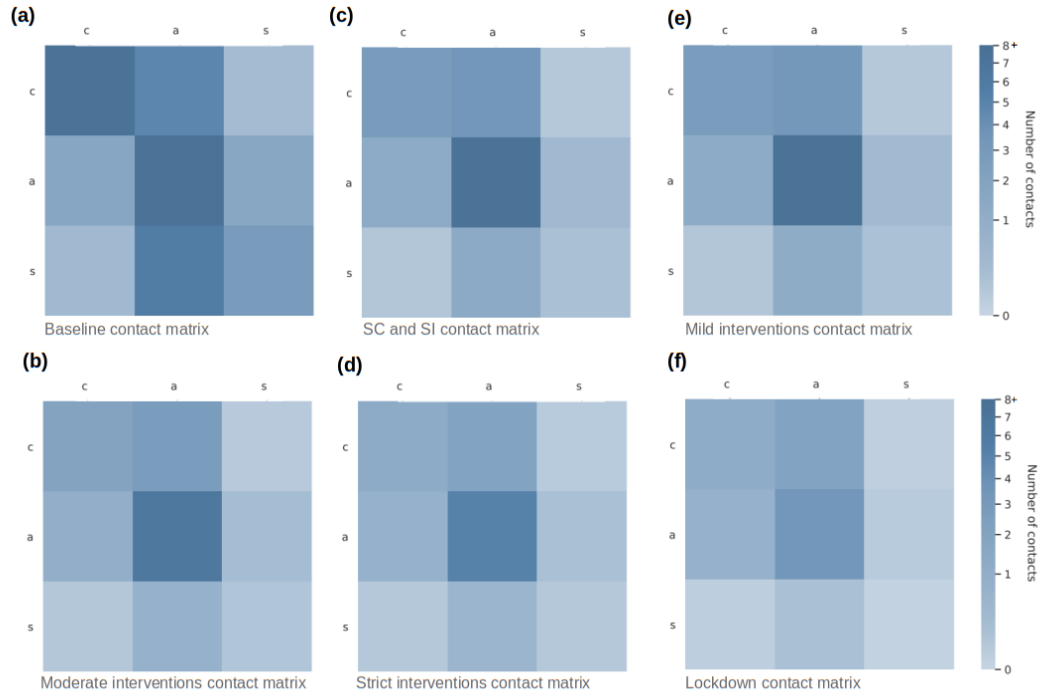 (a)
(c)
(e)
c a s
c a s
c a s
c
a
s
c
a
s
c
a
s
8+
7
6
5
4
3
2
1
0
Number of contacts
Baseline contact matrix
SC and SI contact matrix
Mild interventions contact matrix
(b)
(d)
(f)
c a s
c a s
c a s
c
a
s
c
a
s
c
a
s
8+
7
6
5
4
3
2
1
0
Number of contacts
Moderate interventions contact matrix
Strict interventions contact matrix
Lockdown contact matrix